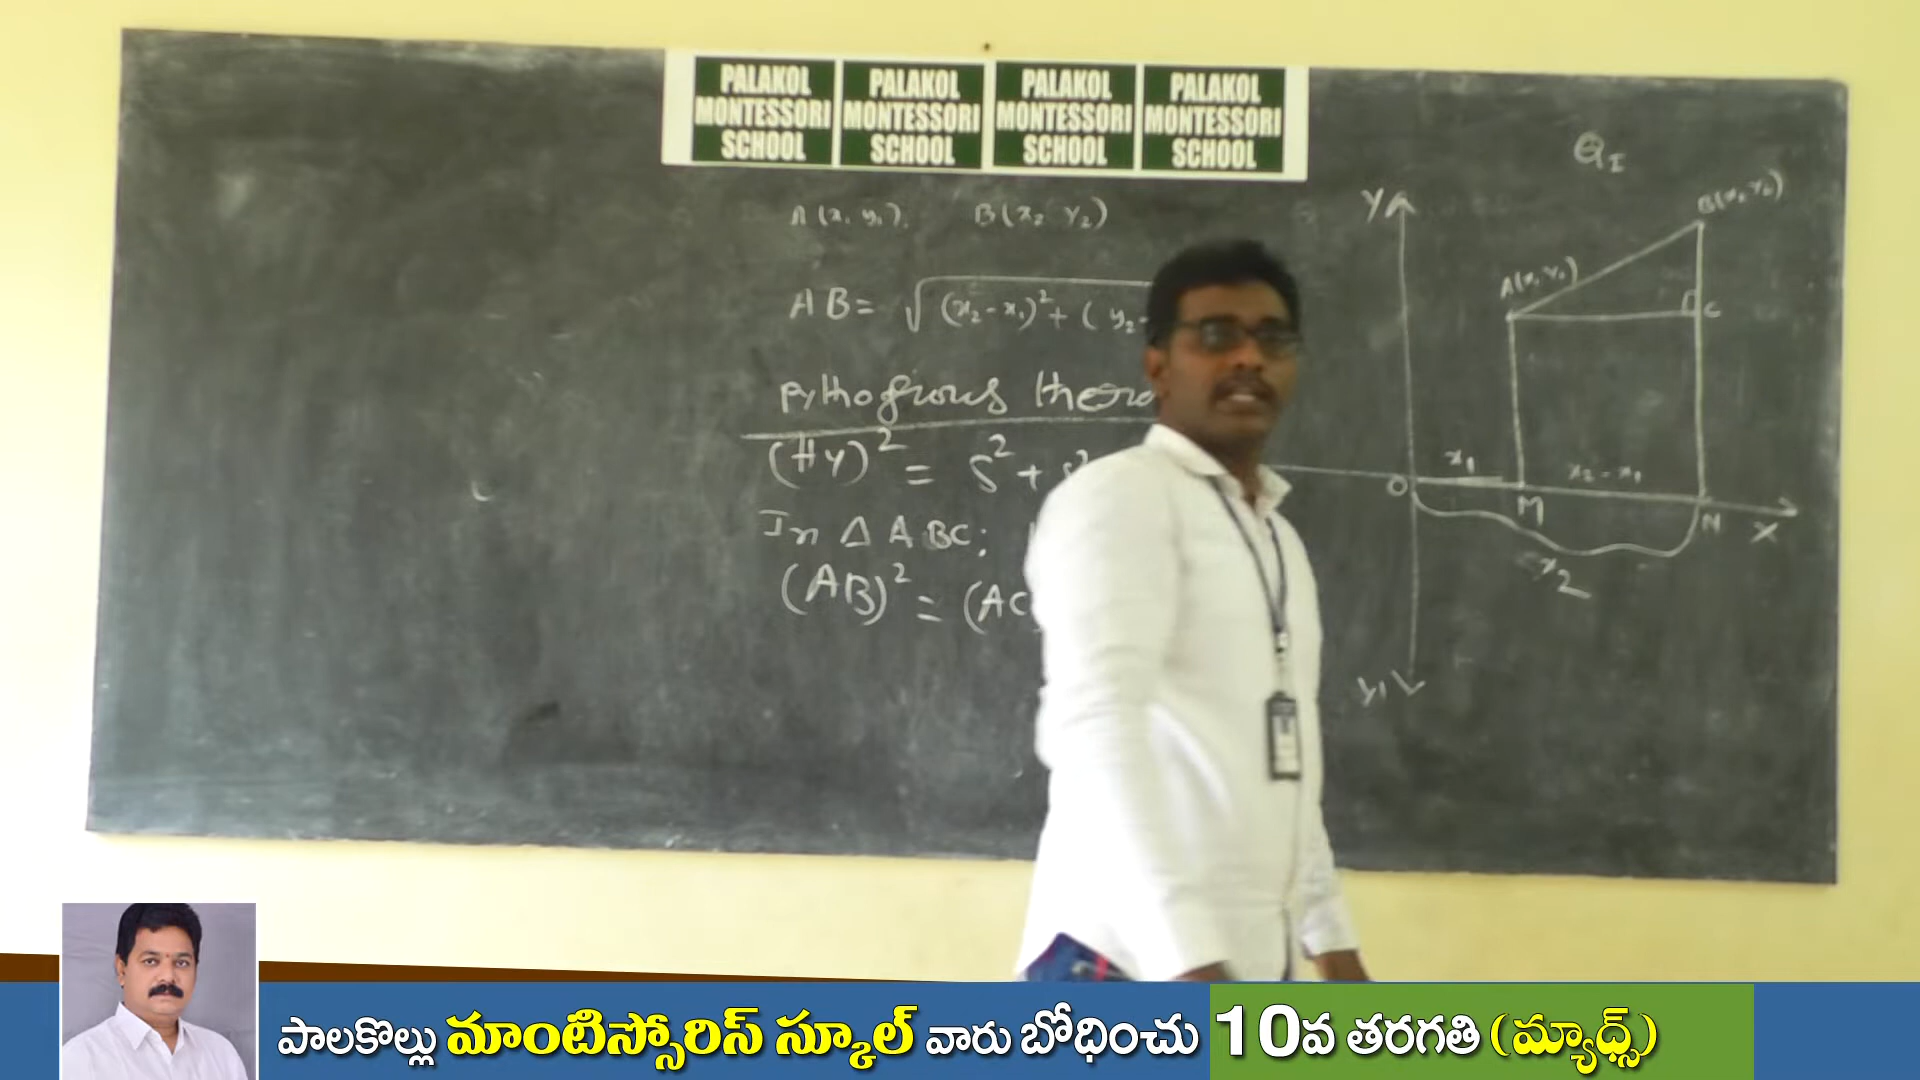 PALAKOL MONTESSORI SCHOOL
PALAKOL MONTESSORI SCHOOL
PALAKOL MONTESSORI SCHOOL
PALAKOL MONTESSORI SCHOOL
A(x₁ y₁), B(x₂ y₂)
AB = √(x₂-x₁)²+(y₂-
pythogrous
(Hy)² = S² + S²
In Δ ABC;
(AB)² = (AC
Q I
Y
B(x₂ y₂)
A(x₁ y₁)
C
x₁
x₂-x₁
O
M
N
X
x₂
Y₁
పాలకొల్లు మాంటిస్సోరిస్ స్కూల్ వారు బోధించు 10వ తరగతి (మ్యాథ్స్)